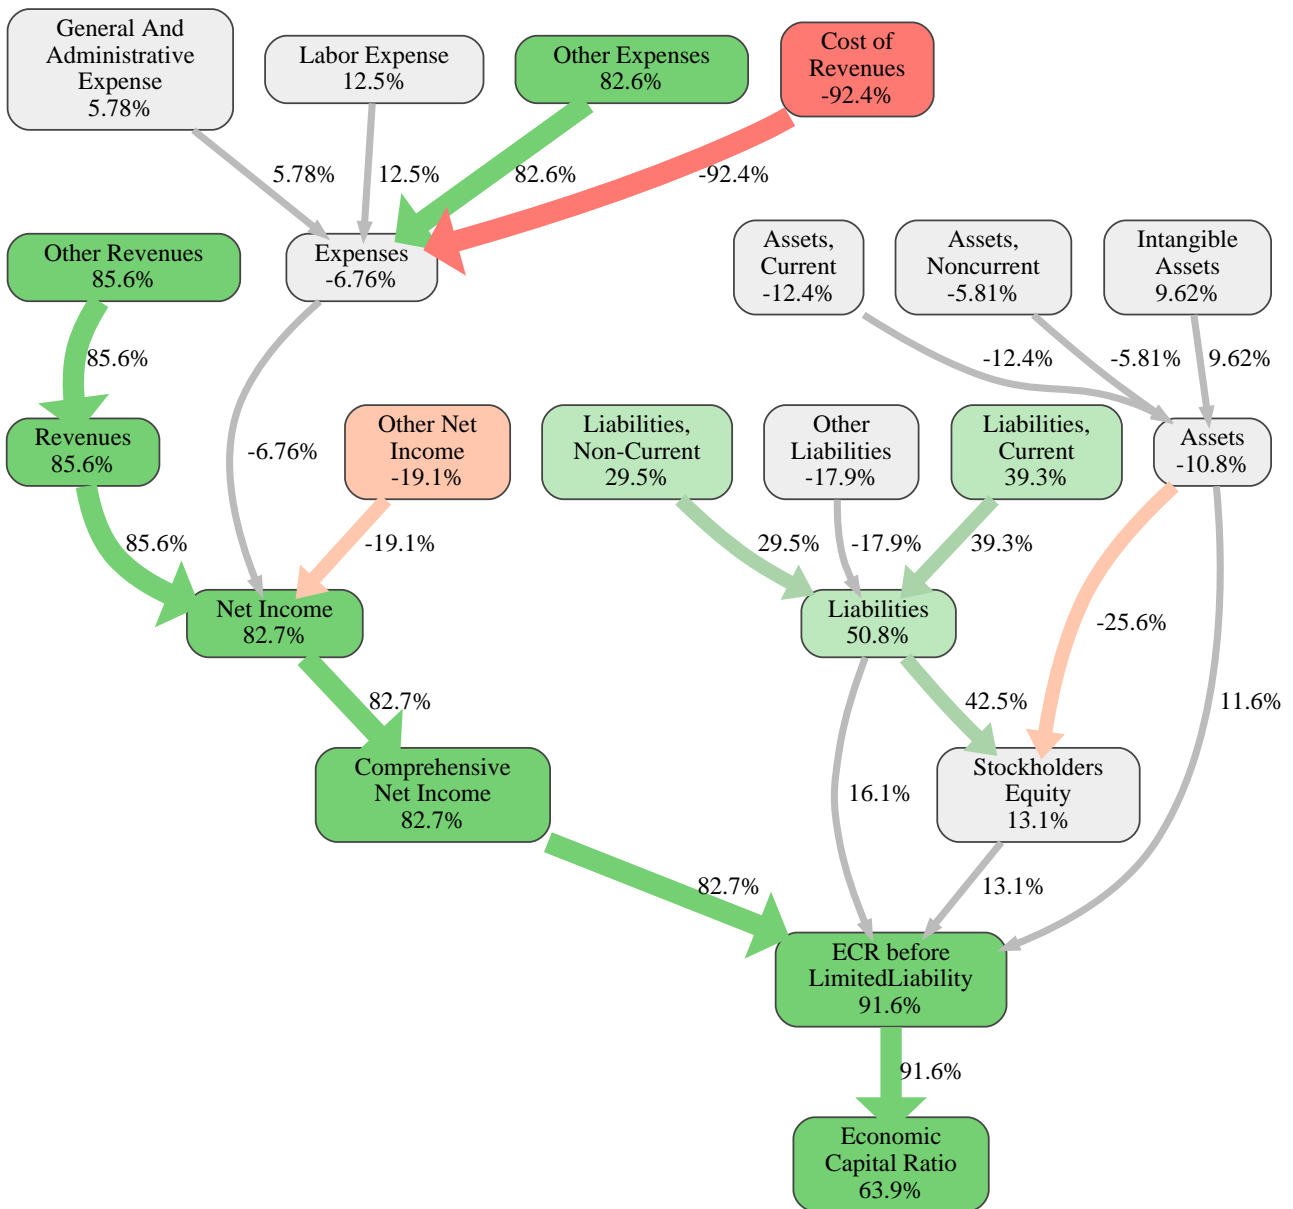 General And
Administrative
Expense
5.78%
Labor Expense
12.5%
Other Expenses
82.6%
Cost of
Revenues
-92.4%
5.78%
12.5%
82.6%
-92.4%
Other Revenues
85.6%
Expenses
-6.76%
Assets,
Current
-12.4%
Assets,
Noncurrent
-5.81%
Intangible
Assets
9.62%
85.6%
-12.4%
-5.81%
9.62%
Revenues
85.6%
-6.76%
Other Net
Income
-19.1%
Liabilities,
Non-Current
29.5%
Other
Liabilities
-17.9%
Liabilities,
Current
39.3%
Assets
-10.8%
85.6%
-19.1%
29.5%
-17.9%
39.3%
Net Income
82.7%
Liabilities
50.8%
-25.6%
82.7%
42.5%
11.6%
Comprehensive
Net Income
82.7%
16.1%
Stockholders
Equity
13.1%
82.7%
13.1%
ECR before
LimitedLiability
91.6%
91.6%
Economic
Capital Ratio
63.9%